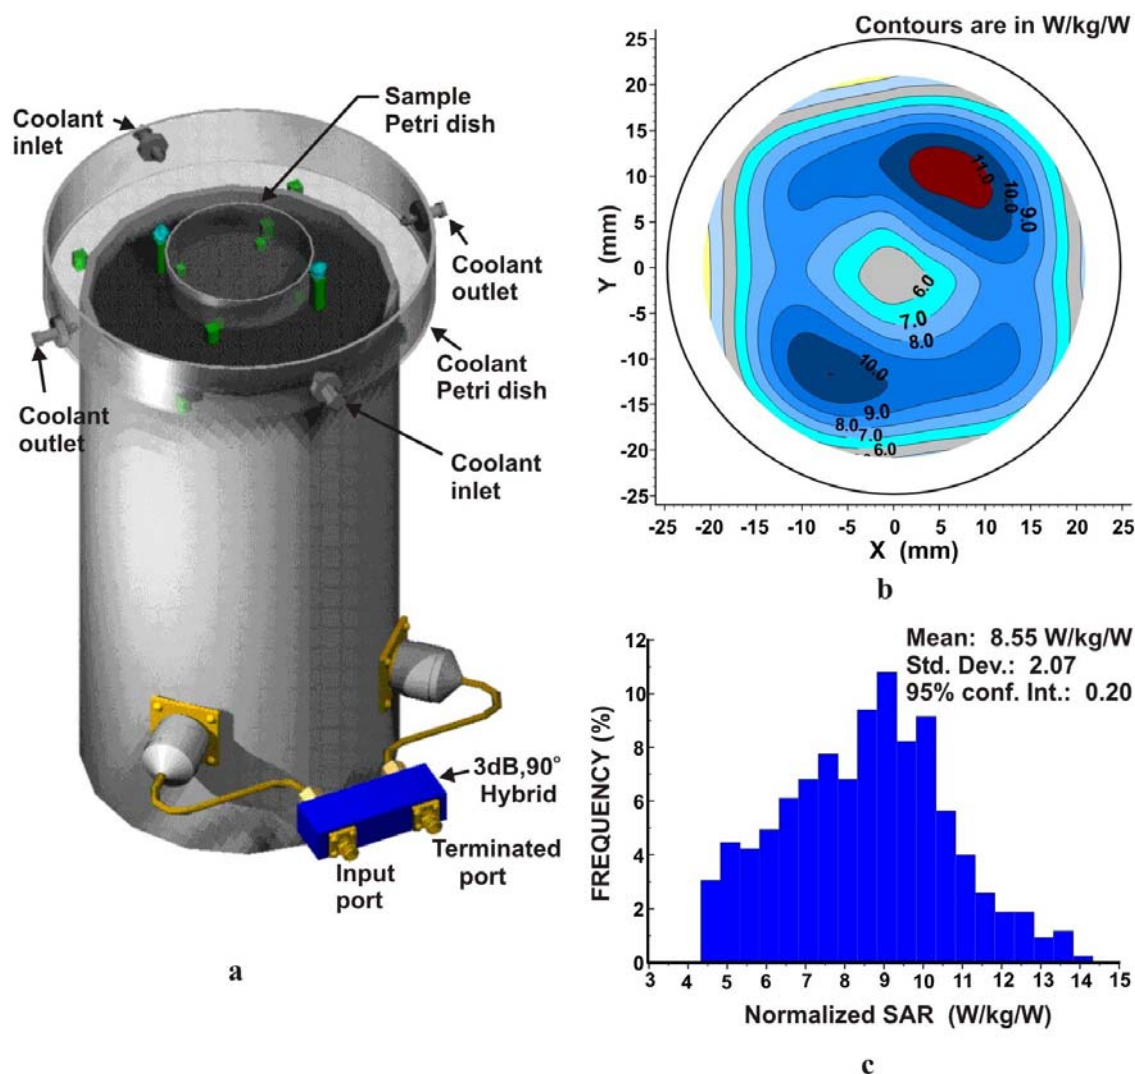 Sample
Petri dish
Coolant
inlet
Coolant
outlet
Coolant
Petri dish
Coolant
outlet
Coolant
inlet
3dB,90°
Hybrid
Terminated
port
Input
port
a
Contours are in W/kg/W
25
20
15
10
5
0
-5
-10
-15
-20
-25
Y (mm)
11.0
10.0
9.0
6.0
7.0
8.0
10.0
9.0
8.0
7.0
6.0
-25 -20 -15 -10 -5 0 5 10 15 20 25
X (mm)
b
Mean: 8.55 W/kg/W
Std. Dev.: 2.07
95% conf. Int.: 0.20
12
10
8
6
4
2
0
FREQUENCY (%)
3 4 5 6 7 8 9 10 11 12 13 14 15
Normalized SAR (W/kg/W)
c